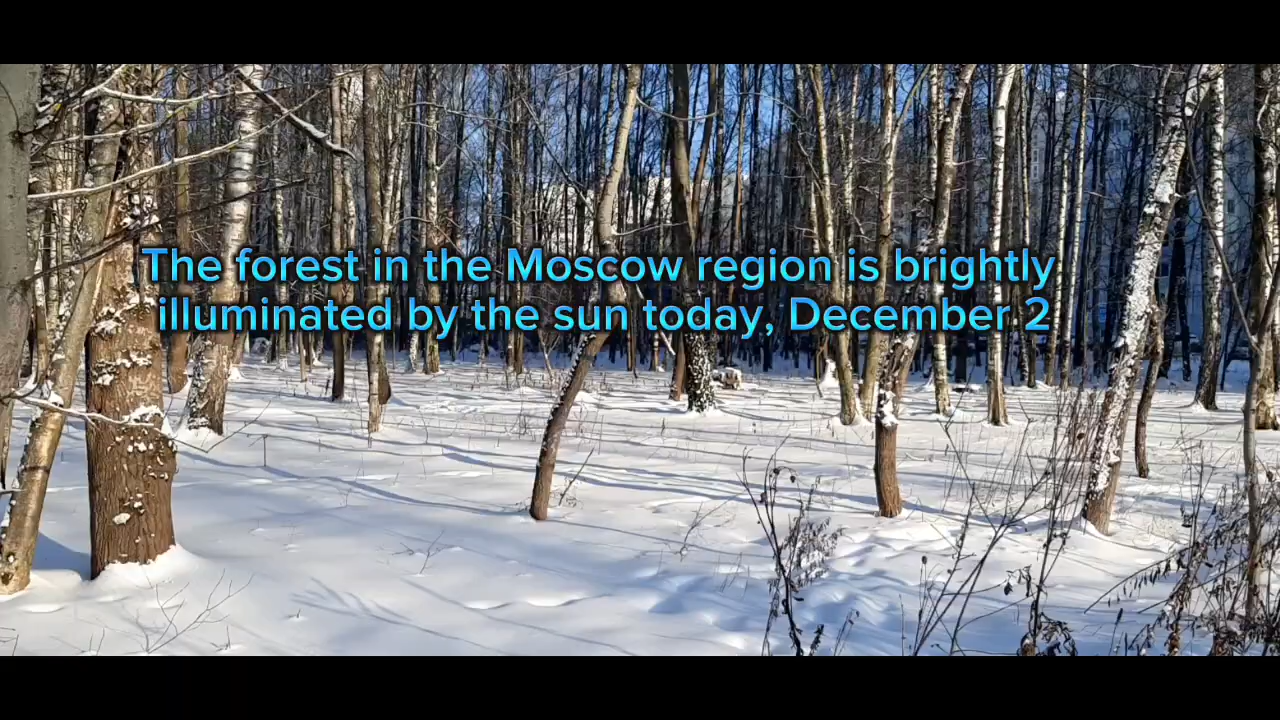 The forest in the Moscow region is brightly
illuminated by the sun today, December 2